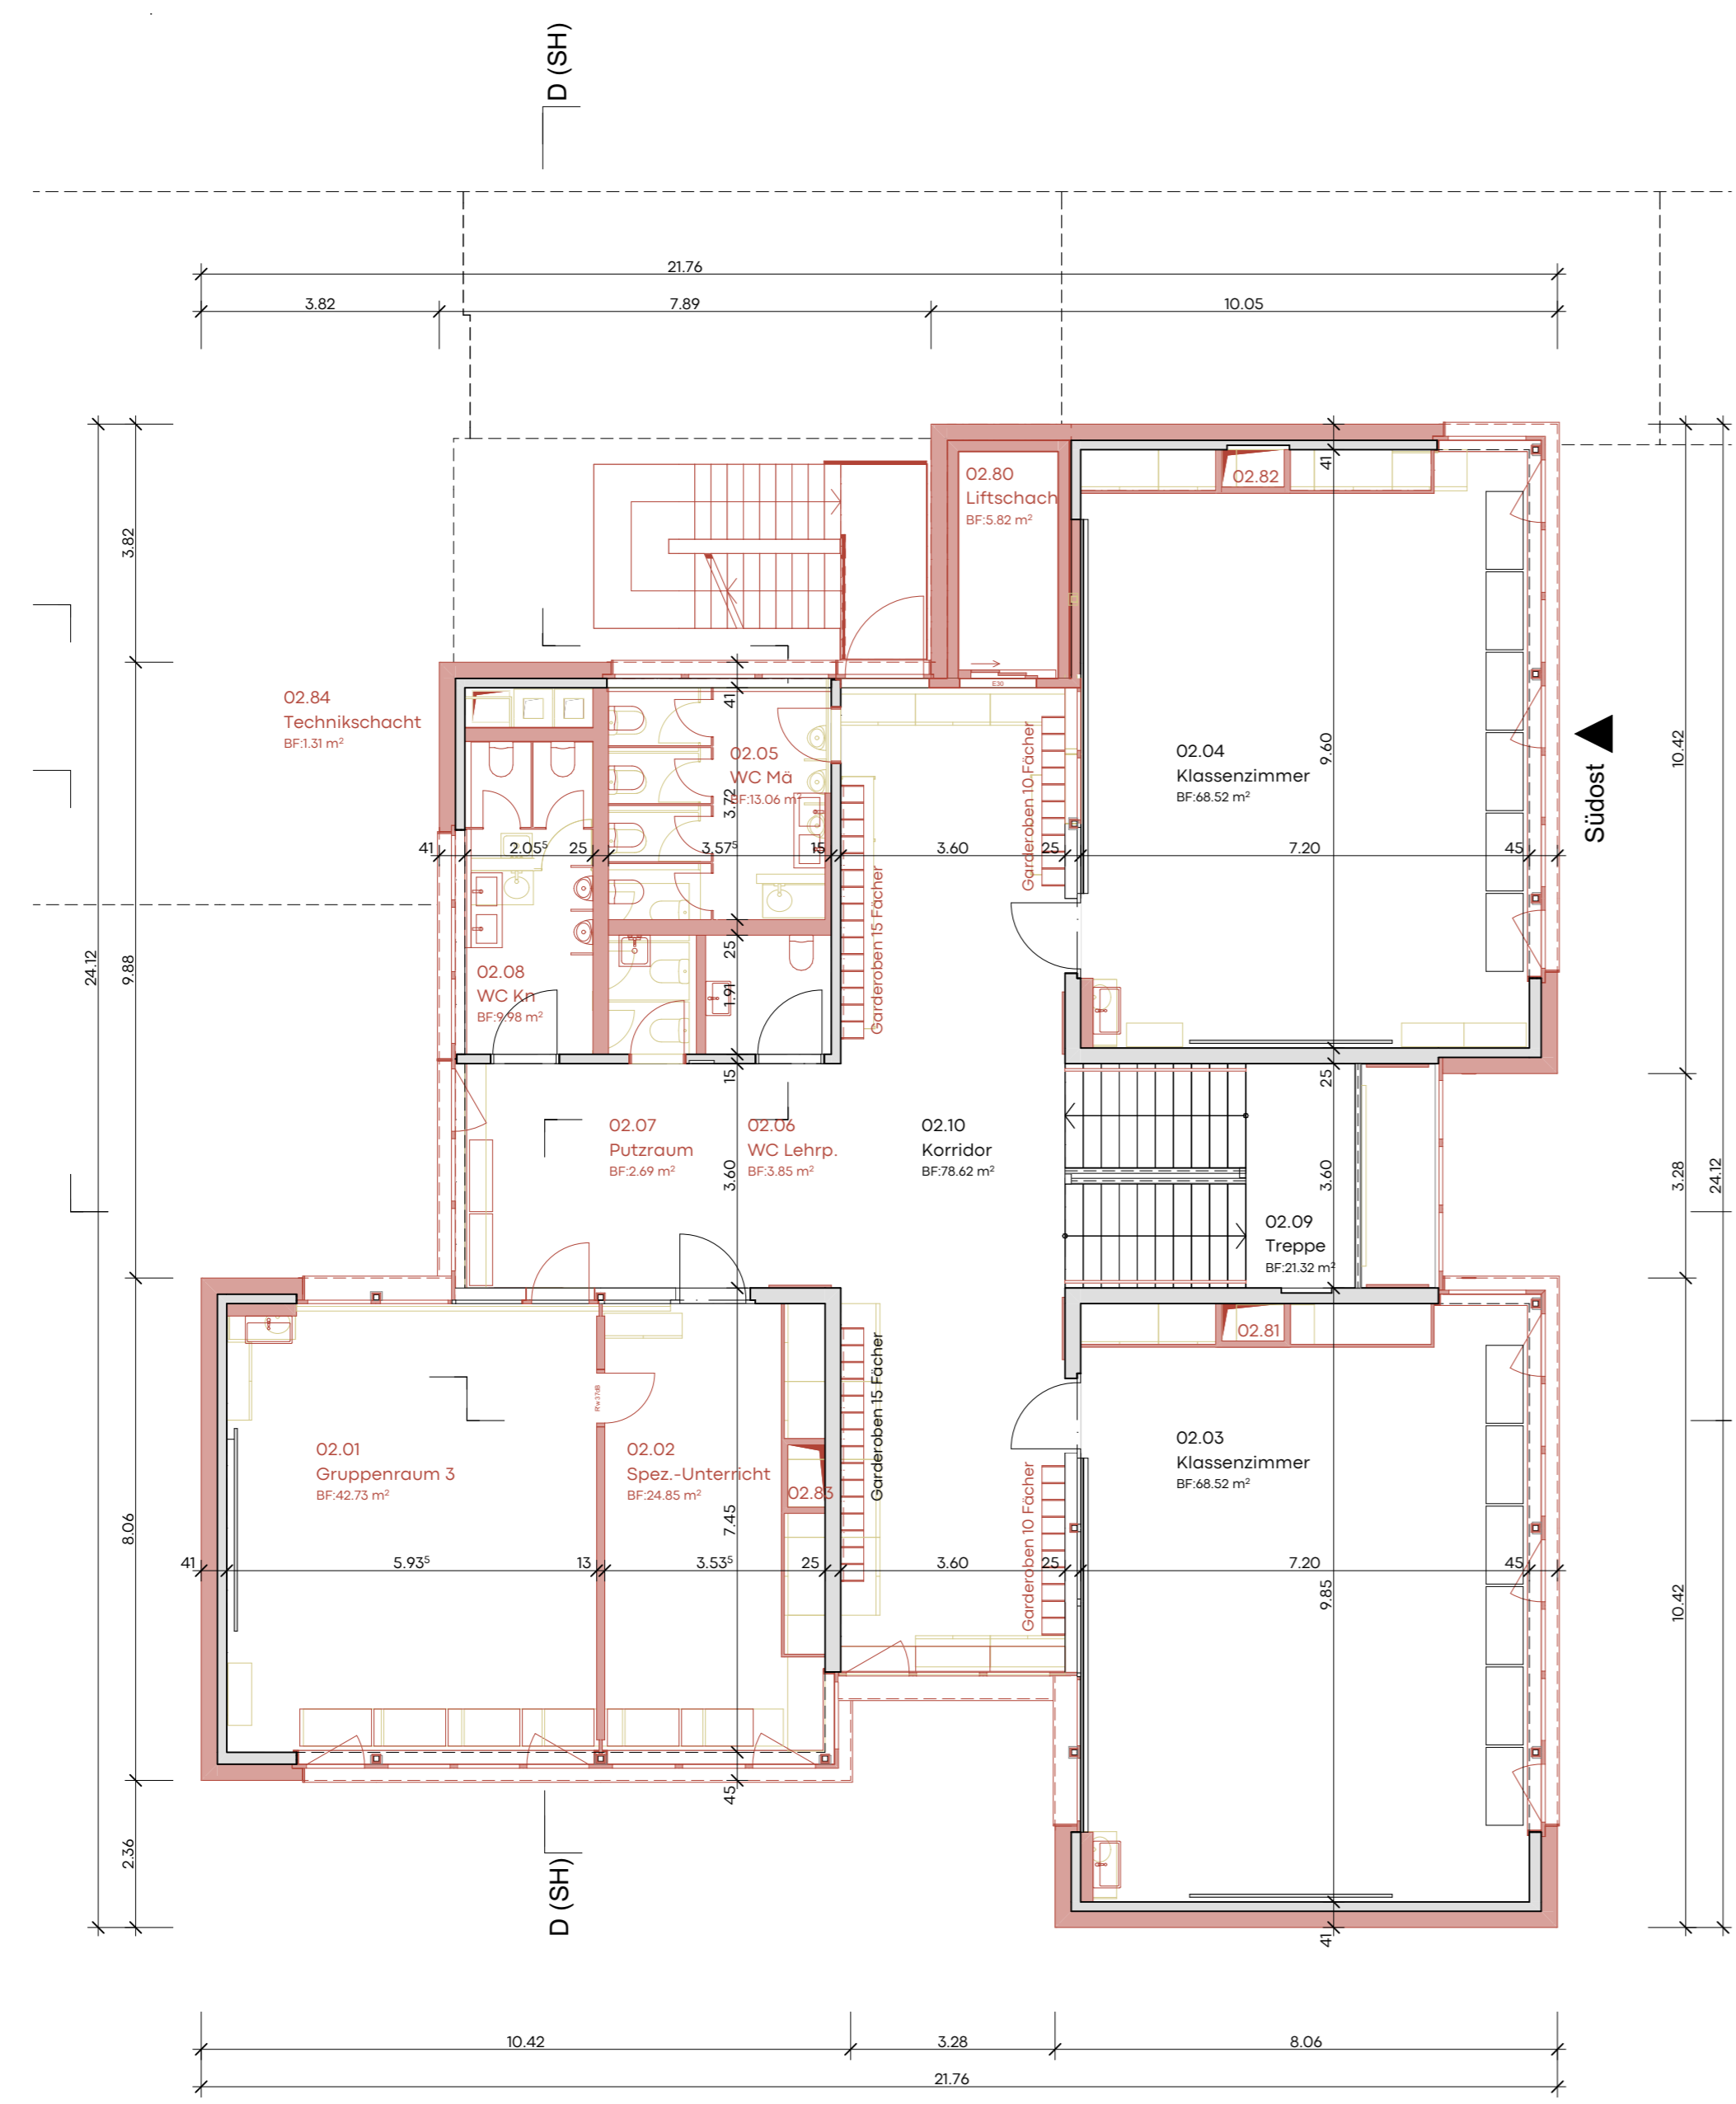 D (SH)
21.76
3.82
7.89
10.05
02.80
Liftschach
BF:5.82 m²
E30
02.82
41
3.82
02.84
Technikschacht
BF:1.31 m²
41
02.05
WC Mä
BF:13.06 m²
3.72
Garderoben 10 Fächer
02.04
Klassenzimmer
BF:68.52 m²
9.60
10.42
Südost
41
2.05⁵
25
3.57⁵
15
3.60
25
7.20
45
Garderoben 15 Fächer
24.12
9.88
02.08
WC Kn
BF:9.98 m²
25
1.91
15
25
02.07
Putzraum
BF:2.69 m²
02.06
WC Lehrp.
BF:3.85 m²
3.60
02.10
Korridor
BF:78.62 m²
3.60
02.09
Treppe
BF:21.32 m²
3.28
24.12
02.81
Garderoben 15 Fächer
R'w 37dB
02.01
Gruppenraum 3
BF:42.73 m²
02.02
Spez.-Unterricht
BF:24.85 m²
02.83
7.45
02.03
Klassenzimmer
BF:68.52 m²
8.06
Garderoben 10 Fächer
41
5.93⁵
13
3.53⁵
25
3.60
25
7.20
45
9.85
10.42
45
2.36
D (SH)
41
10.42
3.28
8.06
21.76